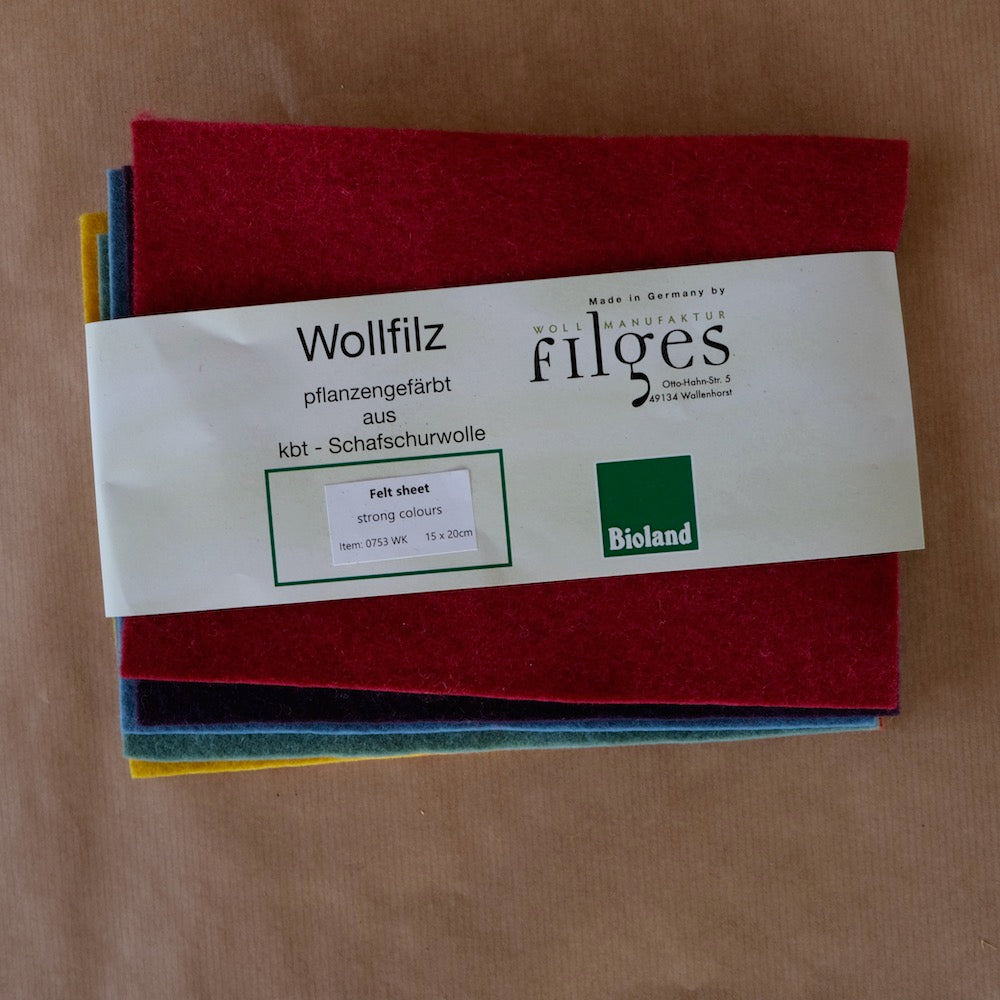 Wollfilz
pflanzengefärbt
aus
kbt - Schafschurwolle
Felt sheet
strong colours
Item: 0753 WK 15 x 20cm
Made in Germany by
WOLL MANUFAKTUR
filges
Otto-Hahn-Str. 5
49134 Wallenhorst
Bioland